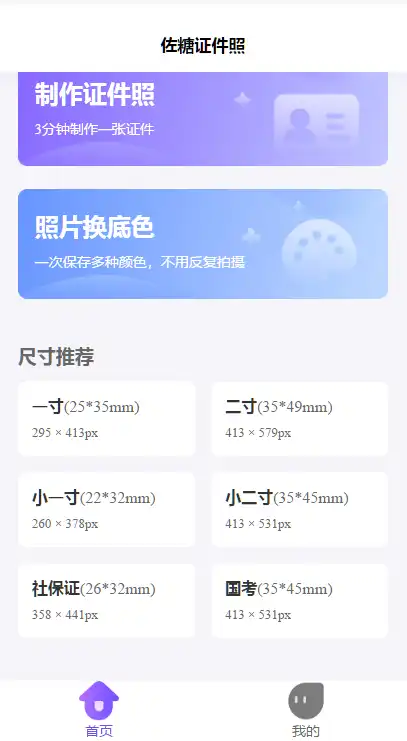 佐糖证件照
制作证件照
3分钟制作一张证件
照片换底色
一次保存多种颜色，不用反复拍摄
尺寸推荐
一寸(25*35mm)
295 × 413px
二寸(35*49mm)
413 × 579px
小一寸(22*32mm)
260 × 378px
小二寸(35*45mm)
413 × 531px
社保证(26*32mm)
358 × 441px
国考(35*45mm)
413 × 531px
首页
我的